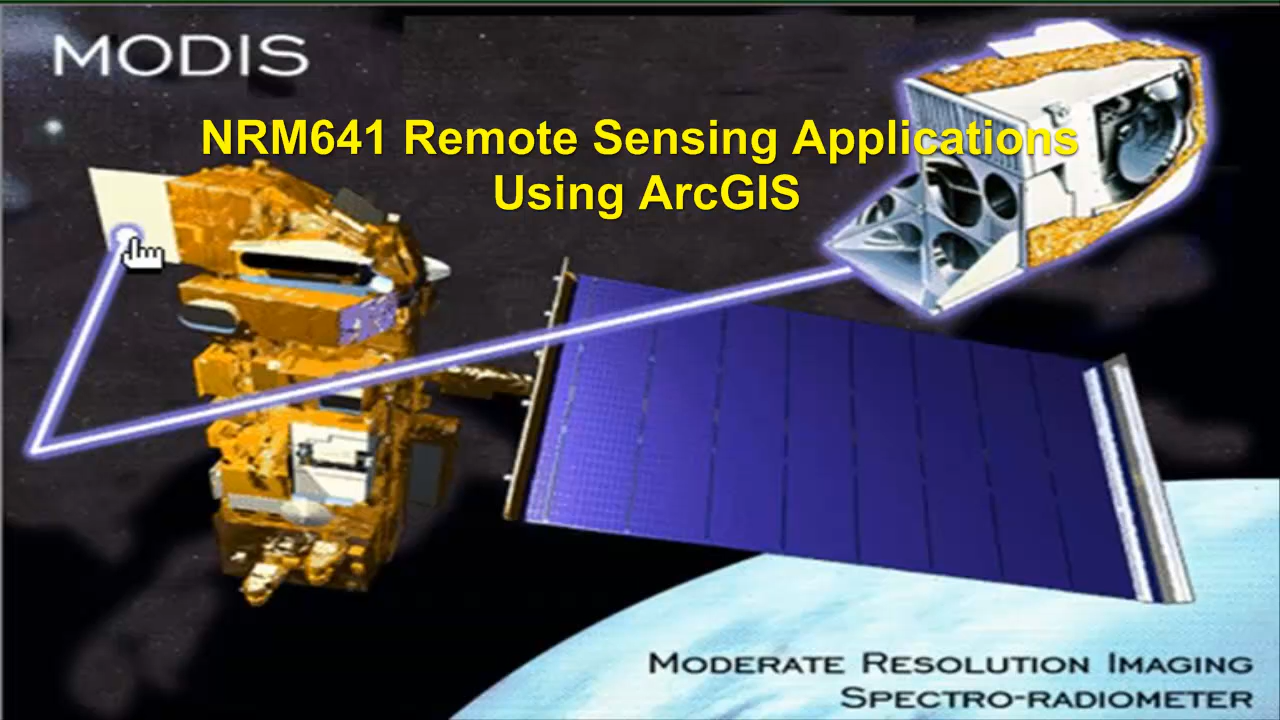 MODIS
NRM641 Remote Sensing Applications
Using ArcGIS
MODERATE RESOLUTION IMAGING
SPECTRO-RADIOMETER